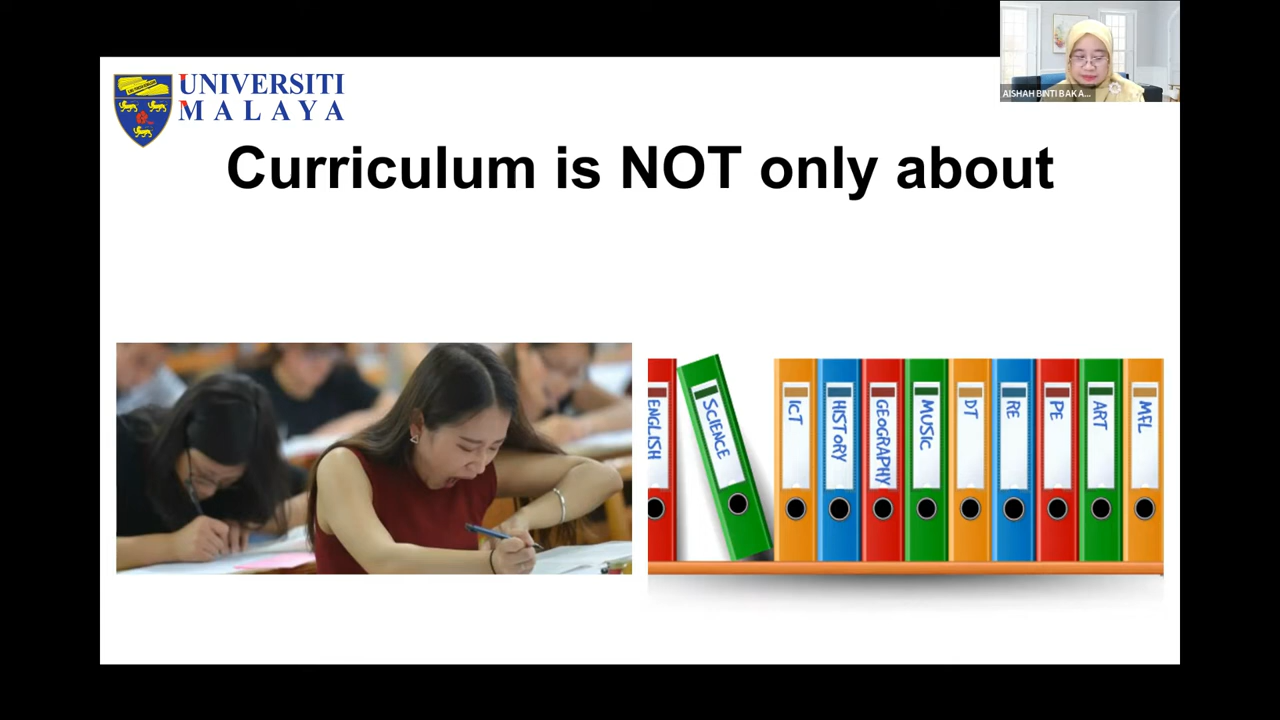 UNIVERSITI
MALAYA
AISHAH BINTI BAKA...
Curriculum is NOT only about
ENGLISH
SCIENCE
ICT
HISTORY
GEOGRAPHY
MUSIC
DT
RE
PE
ART
MFL